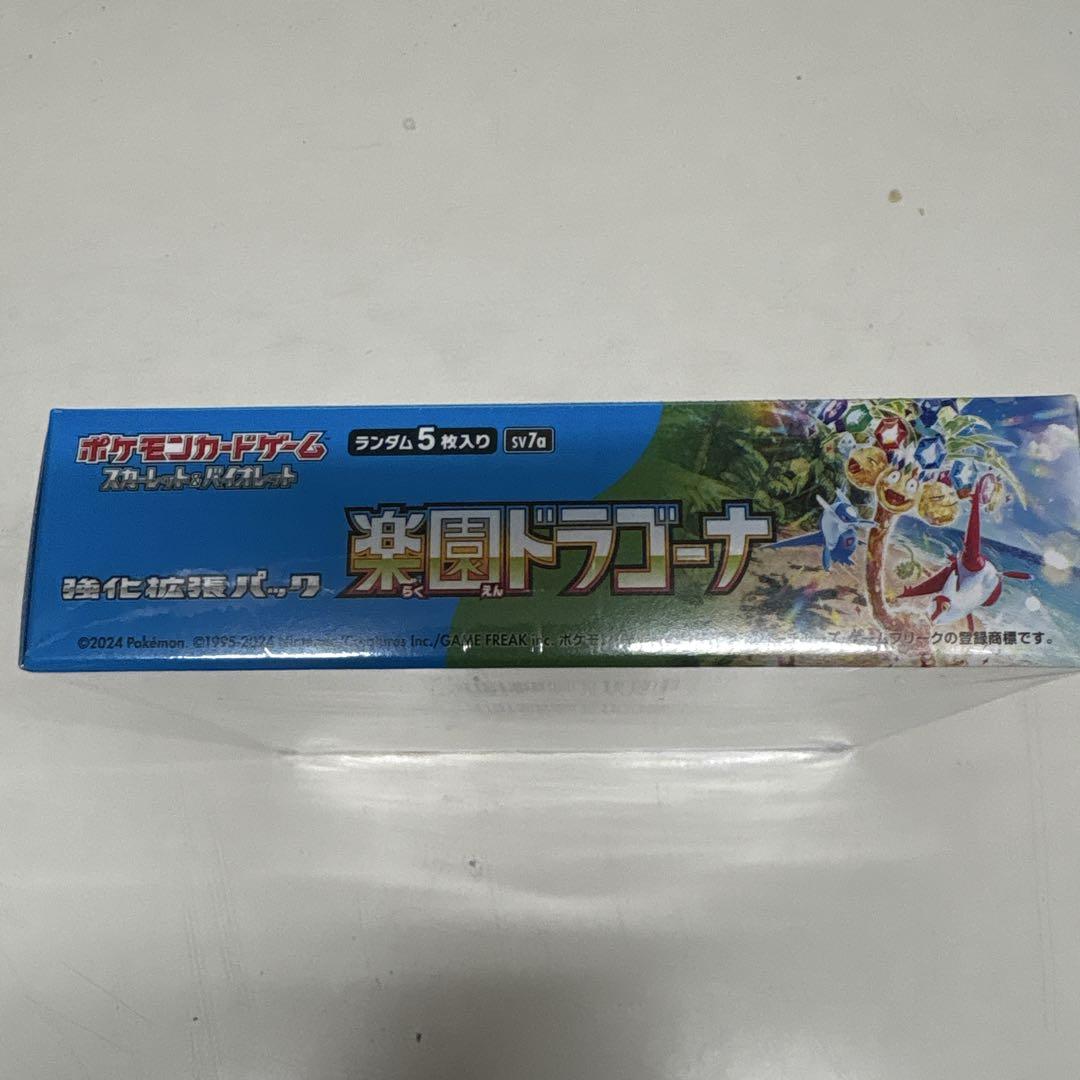 ポケモンカードゲーム
スカーレット&バイオレット
ランダム5枚入り
SV7a
強化拡張パック
楽園ドラゴーナ
らく えん
©2024 Pokémon. ©1995-2024 Nintendo/Creatures Inc./GAME FREAK inc. ポケモ ゲームフリークの登録商標です。